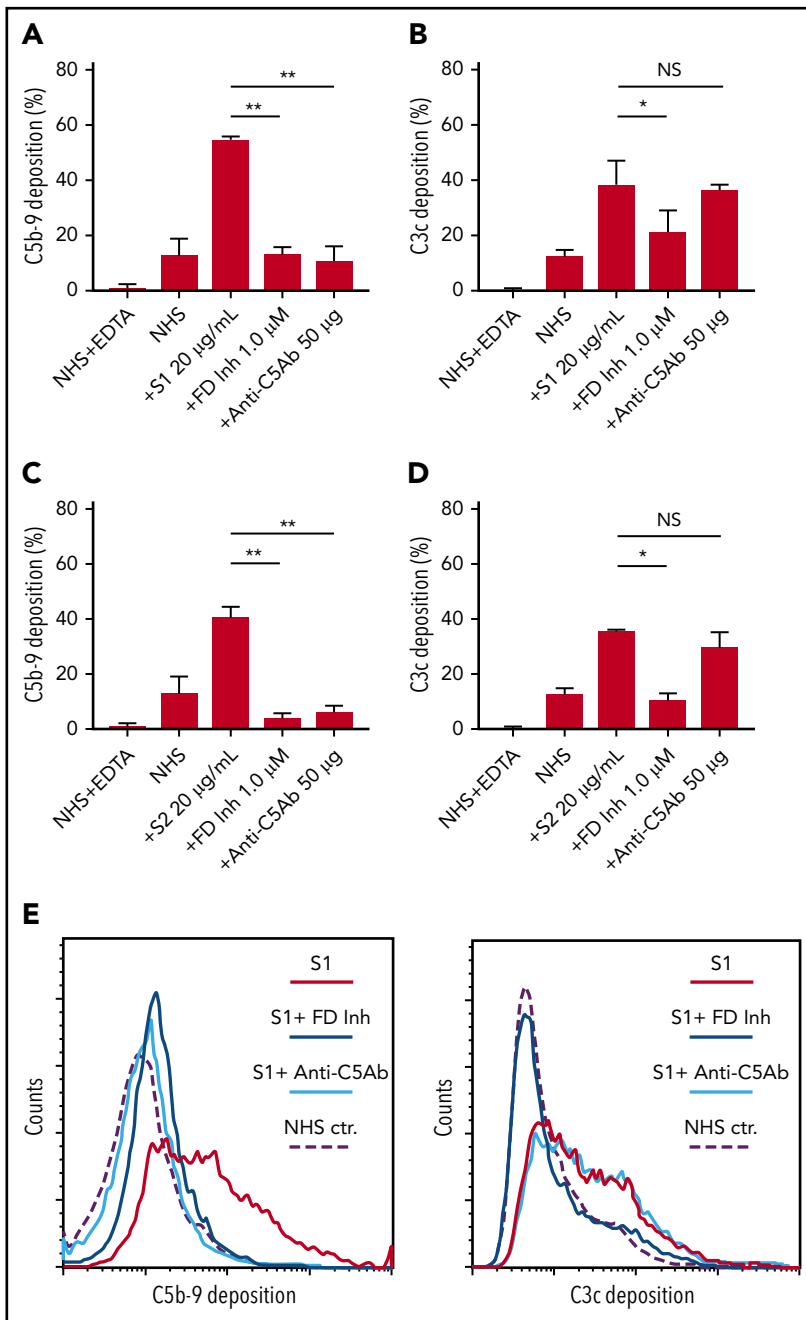 A
C5b-9 deposition (%)
80
60
40
20
0
**
**
NHS+EDTA
NHS
+S1 20 μg/mL
+FD Inh 1.0 μM
+Anti-C5Ab 50 μg
B
C3c deposition (%)
80
60
40
20
0
NS
*
NHS+EDTA
NHS
+S1 20 μg/mL
+FD Inh 1.0 μM
+Anti-C5Ab 50 μg
C
C5b-9 deposition (%)
80
60
40
20
0
**
**
NHS+EDTA
NHS
+S2 20 μg/mL
+FD Inh 1.0 μM
+Anti-C5Ab 50 μg
D
C3c deposition (%)
80
60
40
20
0
NS
*
NHS+EDTA
NHS
+S2 20 μg/mL
+FD Inh 1.0 μM
+Anti-C5Ab 50 μg
E
Counts
S1
S1+ FD Inh
S1+ Anti-C5Ab
NHS ctr.
C5b-9 deposition
Counts
S1
S1+ FD Inh
S1+ Anti-C5Ab
NHS ctr.
C3c deposition